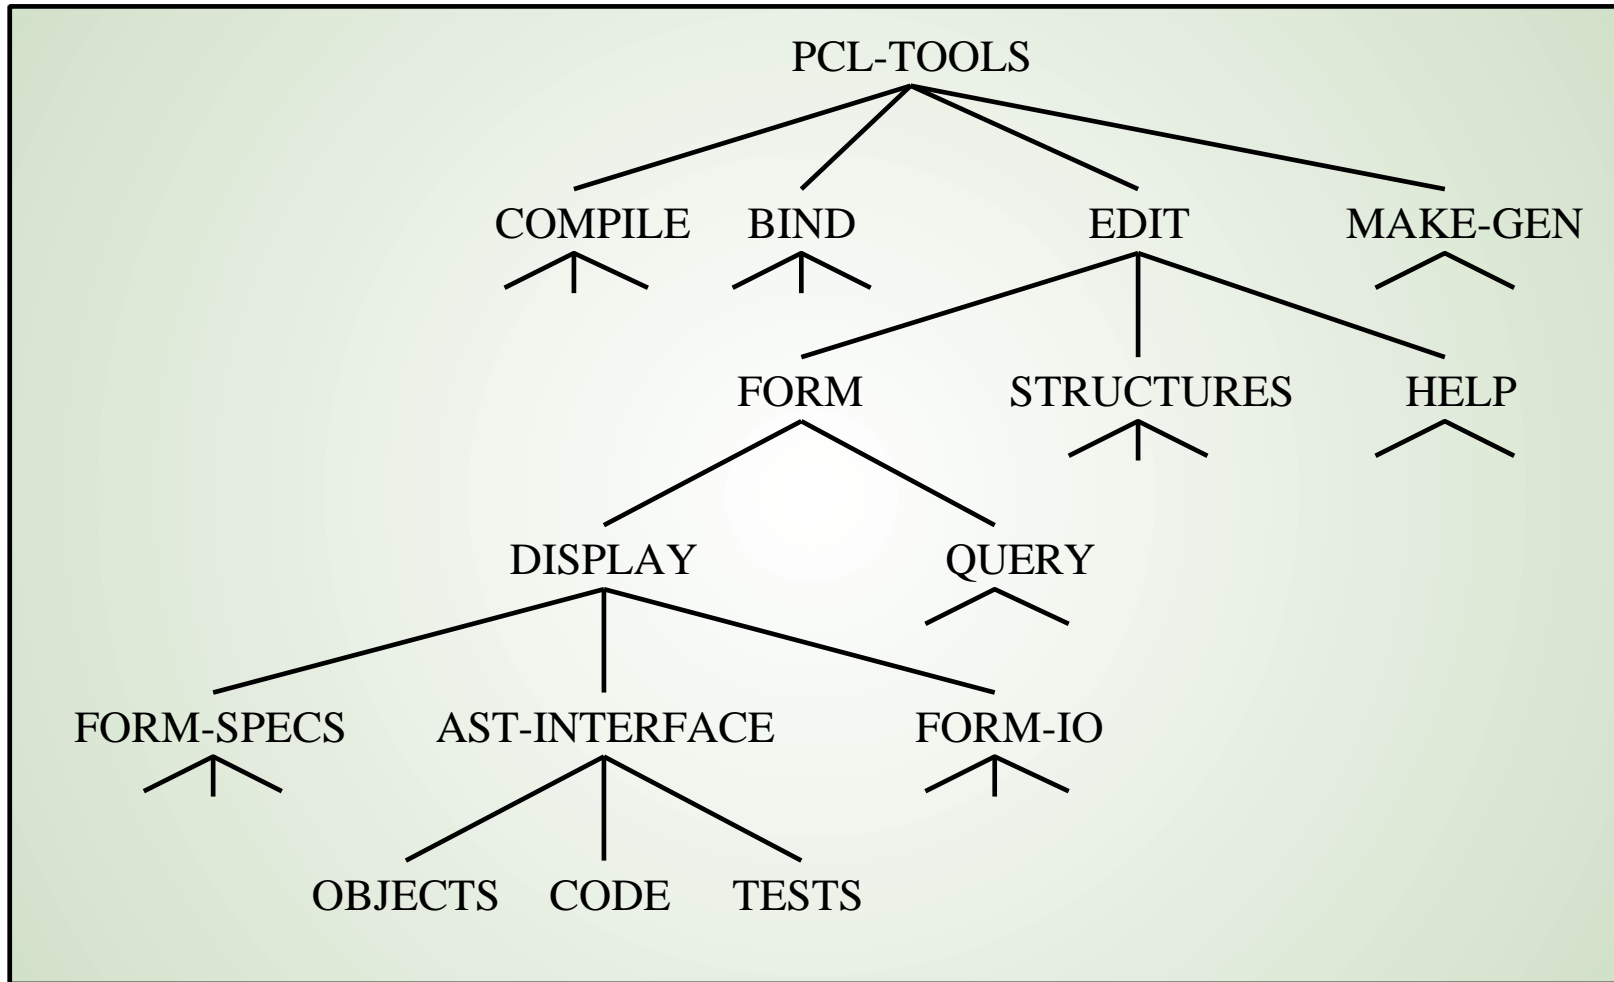 PCL-TOOLS
COMPILE BIND EDIT MAKE-GEN
FORM STRUCTURES HELP
DISPLAY QUERY
FORM-SPECS AST-INTERFACE FORM-IO
OBJECTS CODE TESTS